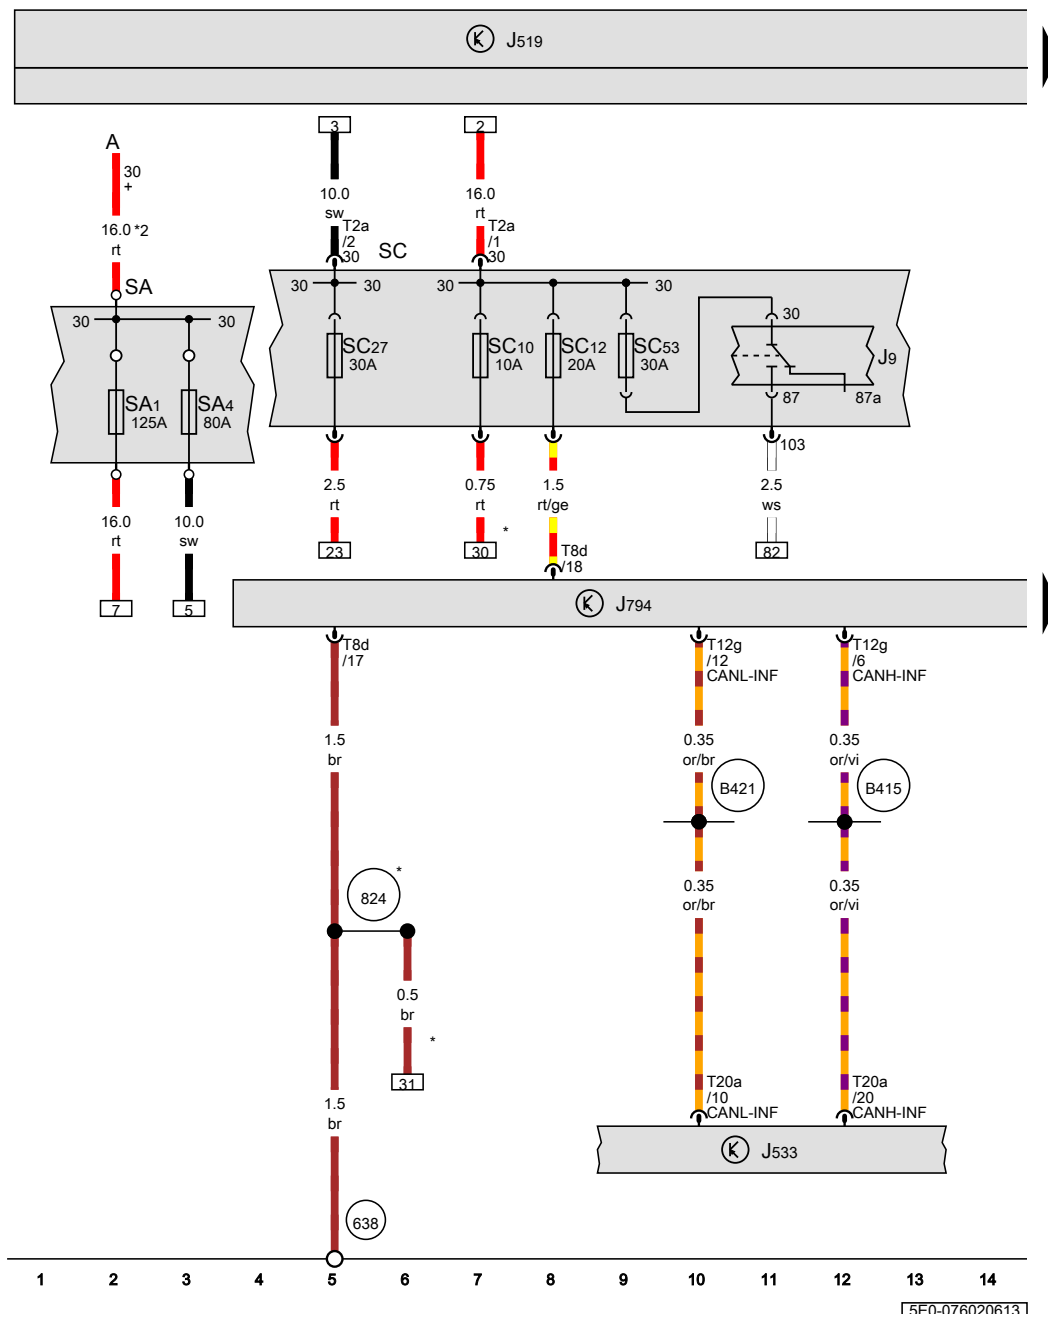 J519
3
2
A
30
+
16.0 *2
rt
10.0
sw
16.0
rt
T2a
/2
30
T2a
/1
30
SC
SA
30 30
30 30
30 30
30
SC27
30A
SC10
10A
SC12
20A
SC53
30A
J9
87
87a
SA1
125A
SA4
80A
103
16.0
rt
10.0
sw
2.5
rt
0.75
rt
1.5
rt/ge
2.5
ws
*
23
30
82
T8d
/18
7
5
J794
T8d
/17
T12g
/12
CANL-INF
T12g
/6
CANH-INF
1.5
br
0.35
or/br
0.35
or/vi
B421
B415
*
824
0.35
or/br
0.35
or/vi
0.5
br
*
31
T20a
/10
CANL-INF
T20a
/20
CANH-INF
1.5
br
J533
638
1 2 3 4 5 6 7 8 9 10 11 12 13 14
5E0-076020613